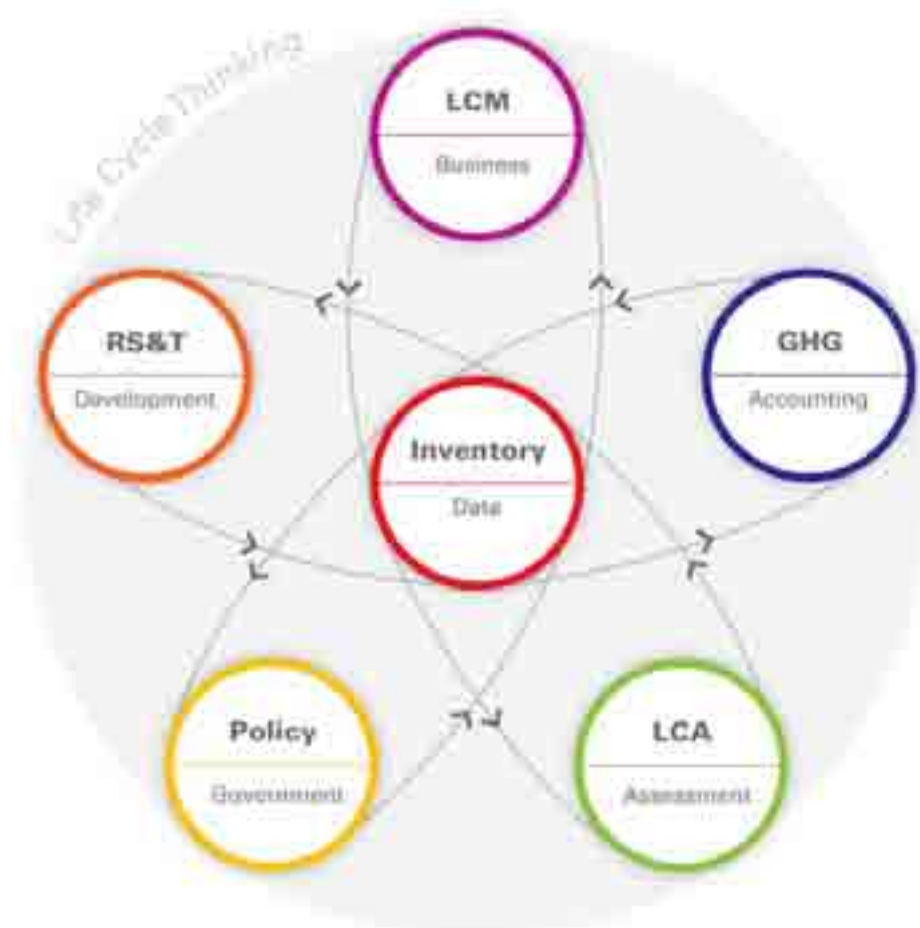 Life Cycle Thinking
LCM
Business
RS&T
Development
GHG
Accounting
Inventory
Data
Policy
Government
LCA
Assessment